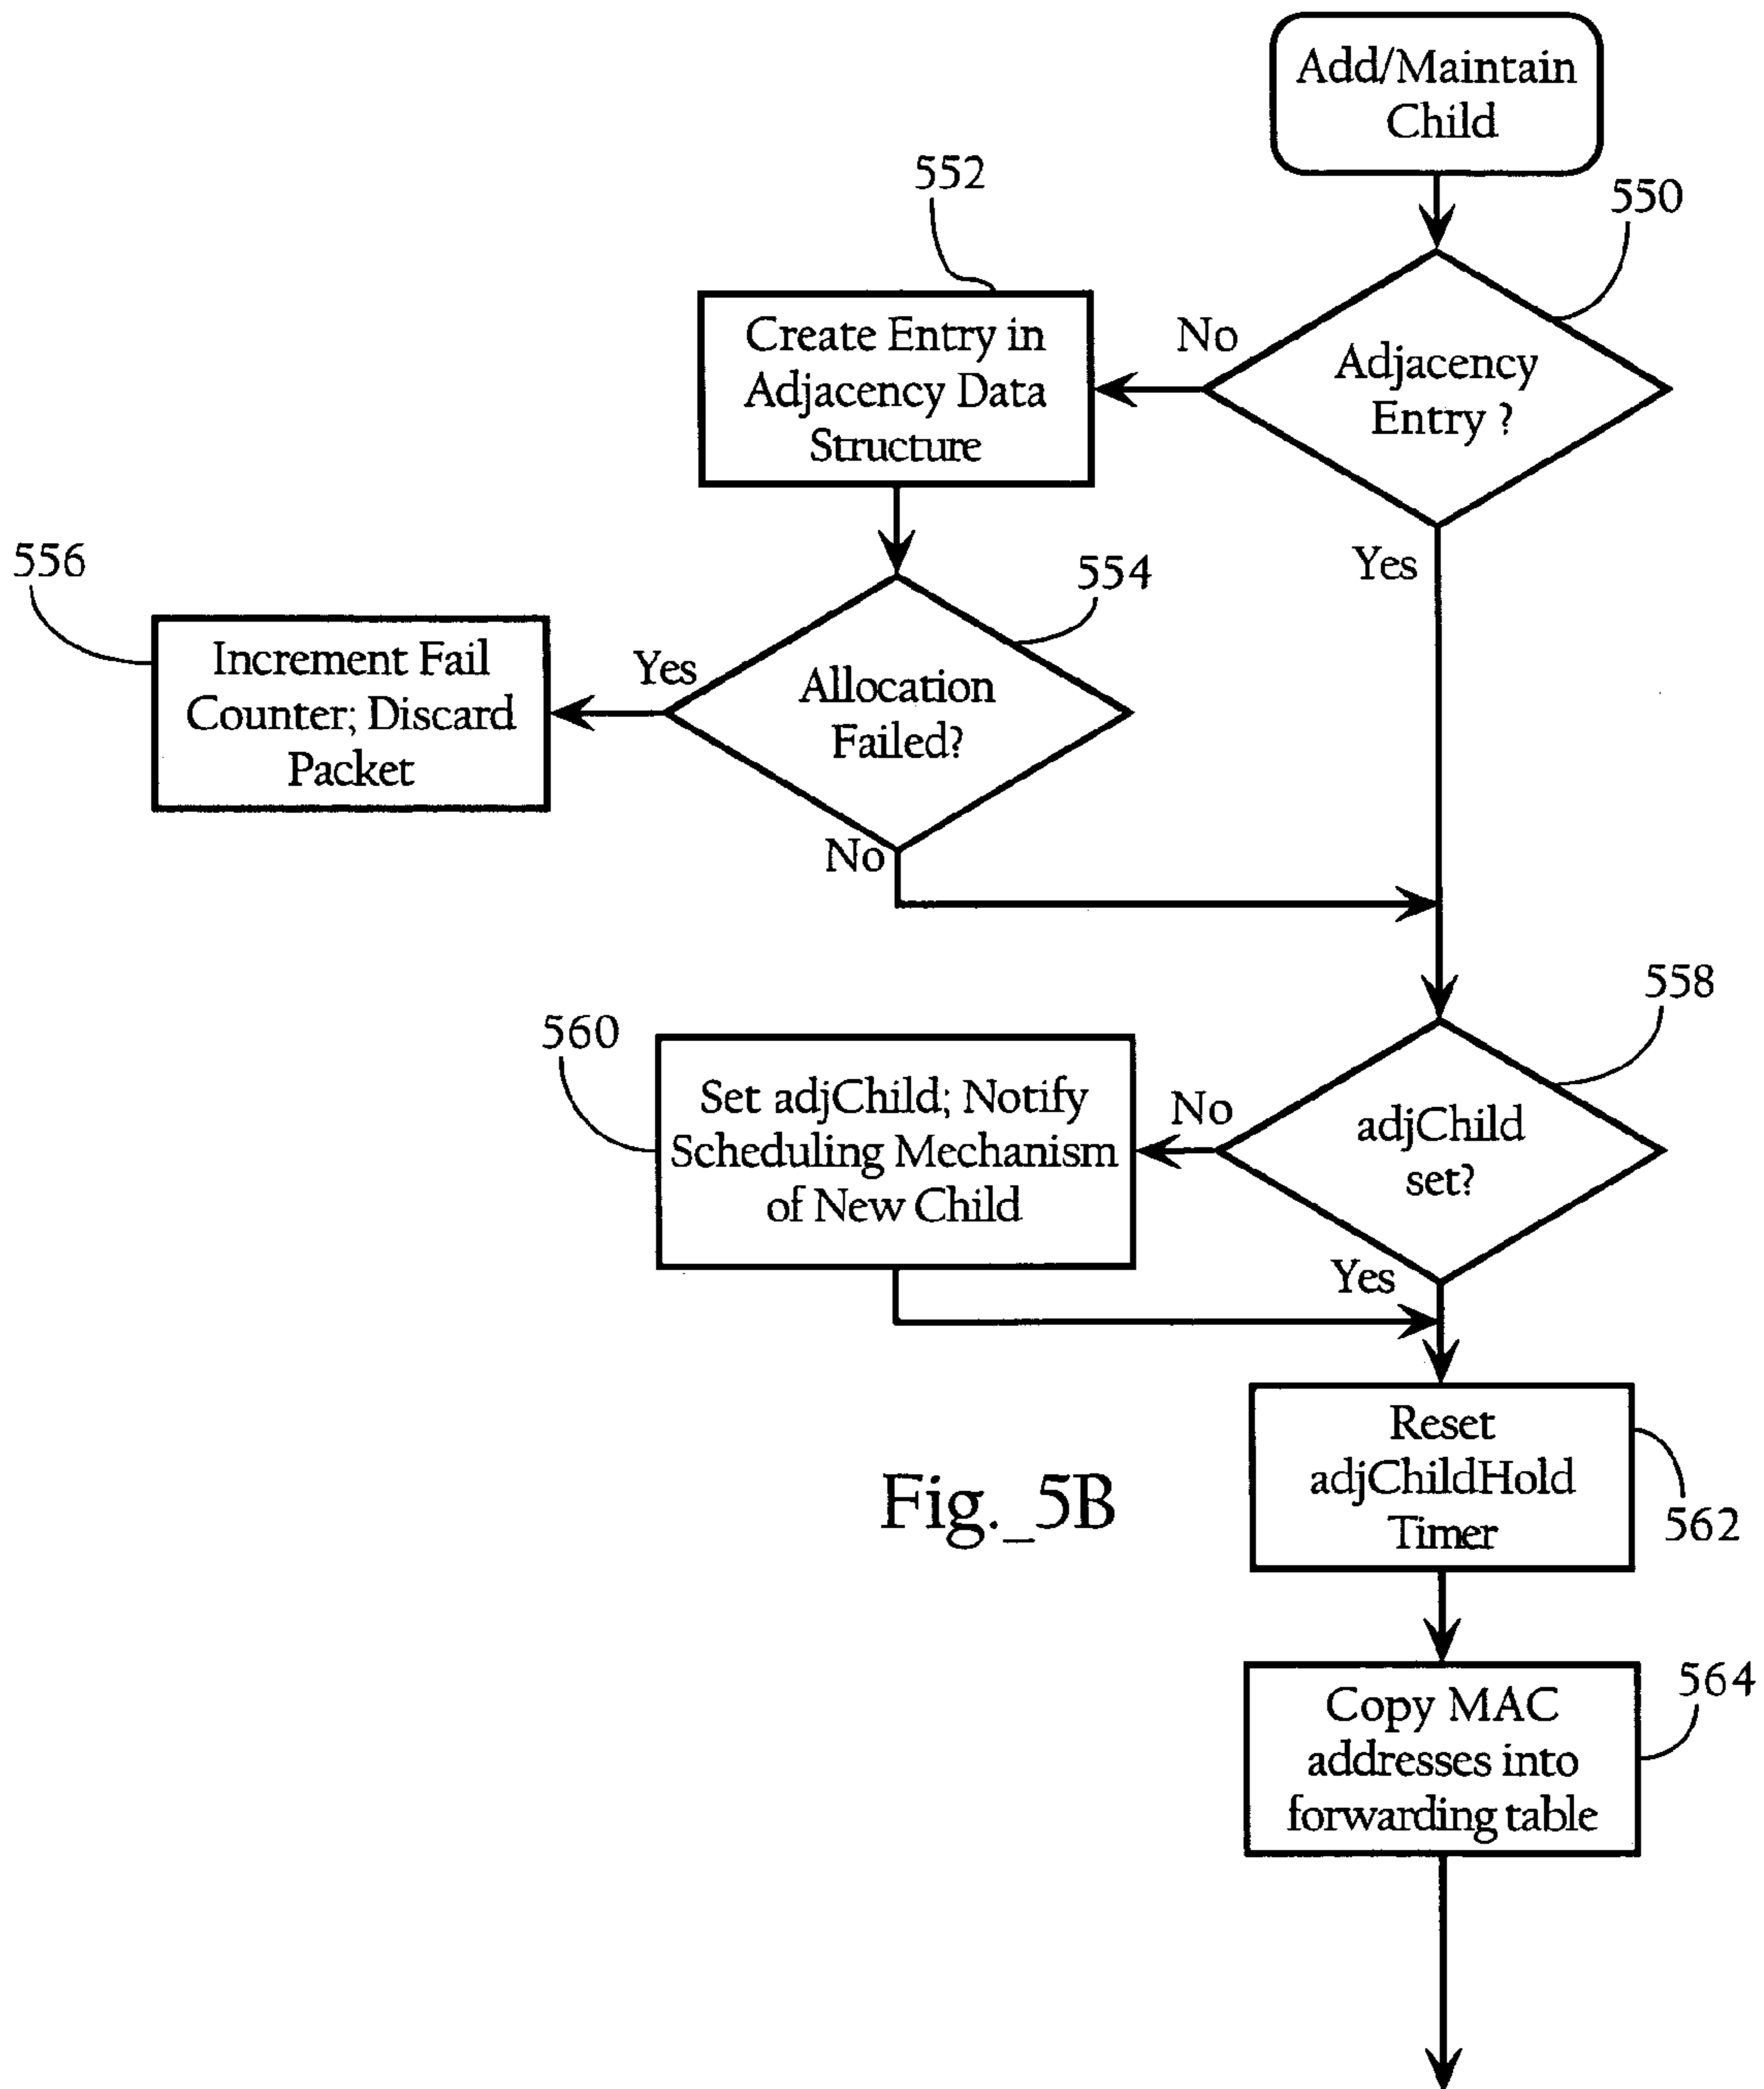 Add/Maintain
Child
552
550
Create Entry in
Adjacency Data
Structure
No
Adjacency
Entry ?
556
554
Yes
Increment Fail
Counter; Discard
Packet
Yes
Allocation
Failed?
No
558
560
Set adjChild; Notify
Scheduling Mechanism
of New Child
No
adjChild
set?
Yes
Reset
adjChildHold
Timer
562
Fig._5B
564
Copy MAC
addresses into
forwarding table